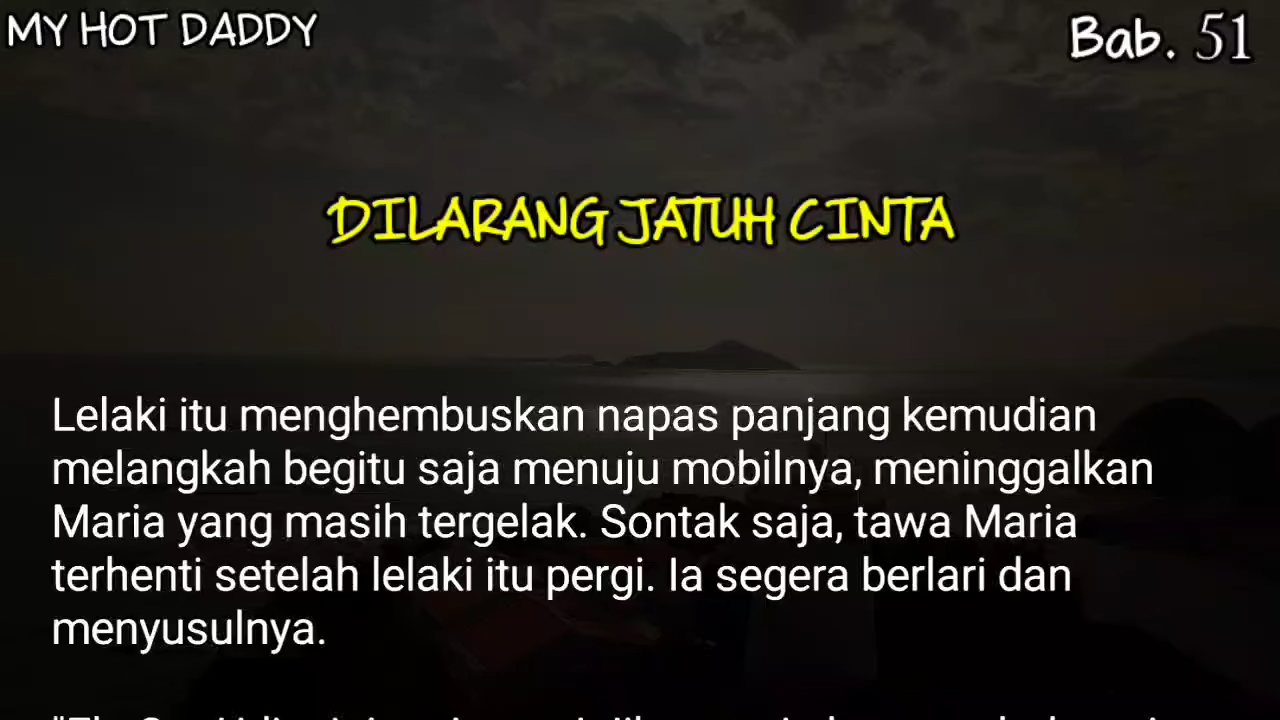 MY HOT DADDY
Bab. 51
DILARANG JATUH CINTA
Lelaki itu menghembuskan napas panjang kemudian
melangkah begitu saja menuju mobilnya, meninggalkan
Maria yang masih tergelak. Sontak saja, tawa Maria
terhenti setelah lelaki itu pergi. Ia segera berlari dan
menyusulnya.